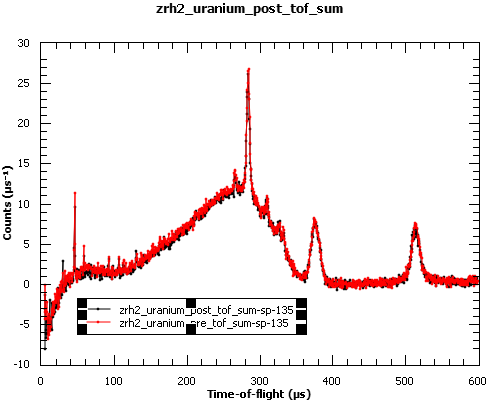 zrh2_uranium_post_tof_sum
30
25
20
15
10
5
0
-5
-10
Counts (µs⁻¹)
zrh2_uranium_post_tof_sum-sp-135
zrh2_uranium_pre_tof_sum-sp-135
0 100 200 300 400 500 600
Time-of-flight (µs)